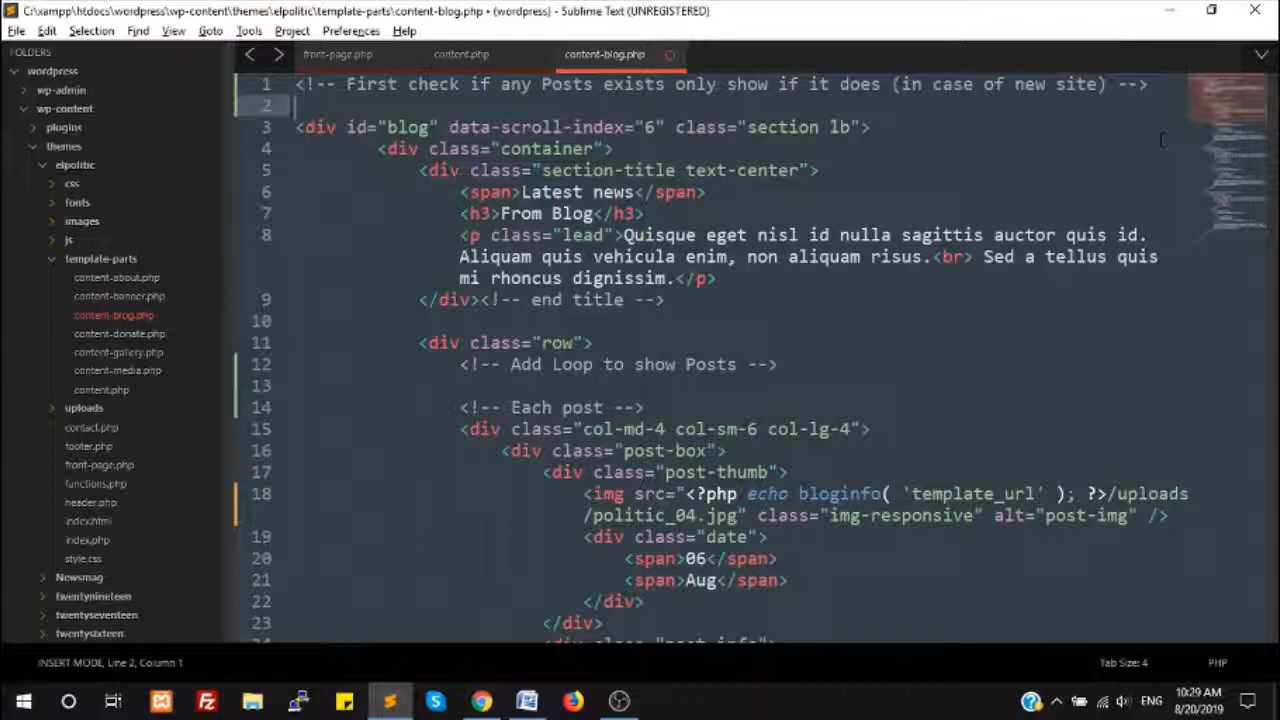 C:\xampp\htdocs\wordpress\wp-content\themes\elpolitic\template-parts\content-blog.php • (wordpress) - Sublime Text (UNREGISTERED)
File Edit Selection Find View Goto Tools Project Preferences Help
FOLDERS
wordpress
wp-admin
wp-content
plugins
themes
elpolitic
css
fonts
images
js
template-parts
content-about.php
content-banner.php
content-blog.php
content-donate.php
content-gallery.php
content-media.php
content.php
uploads
contact.php
footer.php
front-page.php
functions.php
header.php
index.html
index.php
style.css
Newsmag
twentynineteen
twentyseventeen
twentysixteen
front-page.php content.php content-blog.php
1 <!-- First check if any Posts exists only show if it does (in case of new site) -->
2
3 <div id="blog" data-scroll-index="6" class="section lb">
4 <div class="container">
5 <div class="section-title text-center">
6 <span>Latest news</span>
7 <h3>From Blog</h3>
8 <p class="lead">Quisque eget nisl id nulla sagittis auctor quis id.
Aliquam quis vehicula enim, non aliquam risus.<br> Sed a tellus quis
mi rhoncus dignissim.</p>
9 </div><!-- end title -->
10
11 <div class="row">
12 <!-- Add Loop to show Posts -->
13
14 <!-- Each post -->
15 <div class="col-md-4 col-sm-6 col-lg-4">
16 <div class="post-box">
17 <div class="post-thumb">
18 <img src="<?php echo bloginfo( 'template_url' ); ?>/uploads
/politic_04.jpg" class="img-responsive" alt="post-img" />
19 <div class="date">
20 <span>06</span>
21 <span>Aug</span>
22 </div>
23 </div>
INSERT MODE, Line 2, Column 1 Tab Size: 4 PHP
ENG 10:29 AM
8/20/2019